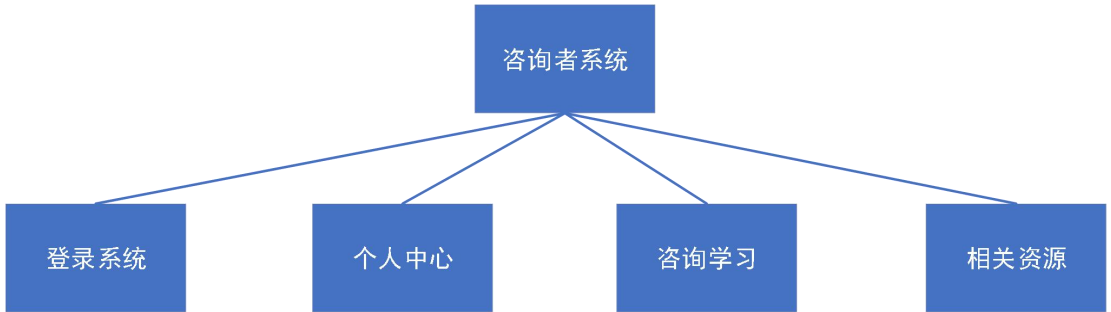 咨询者系统
登录系统
个人中心
咨询学习
相关资源